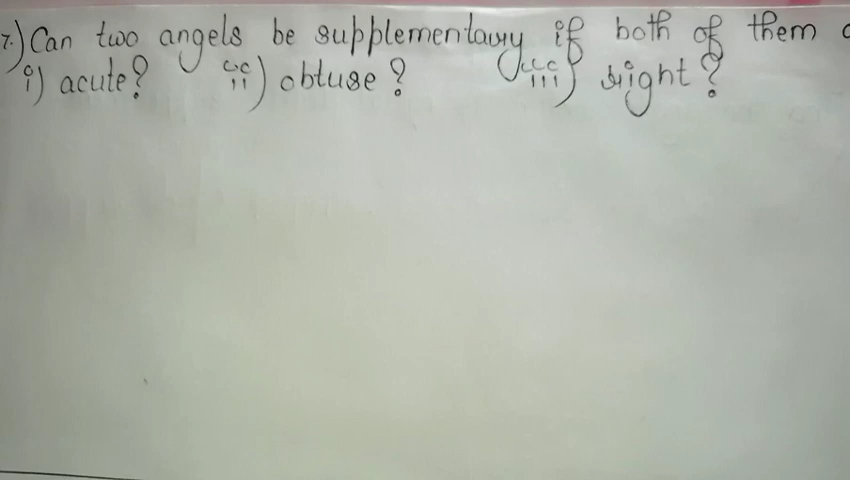 7.) Can two angels be supplementary if both of them
i) acute? ii) obtuse? iii) right?